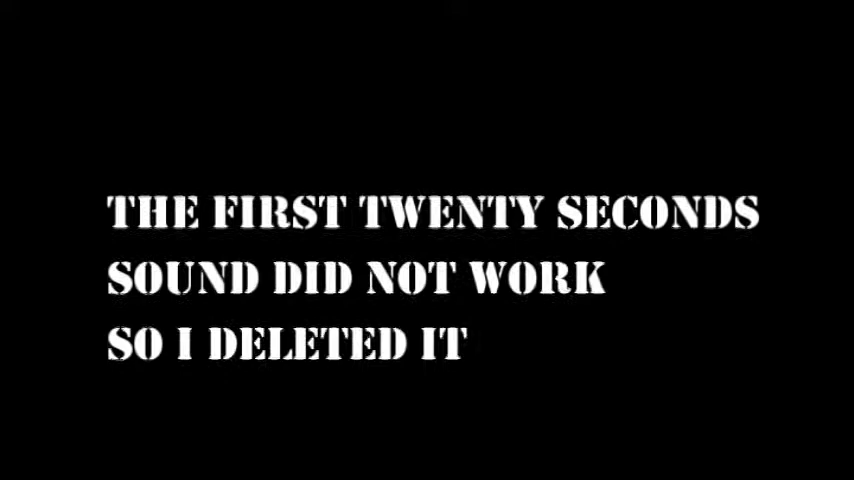 THE FIRST TWENTY SECONDS
SOUND DID NOT WORK
SO I DELETED IT